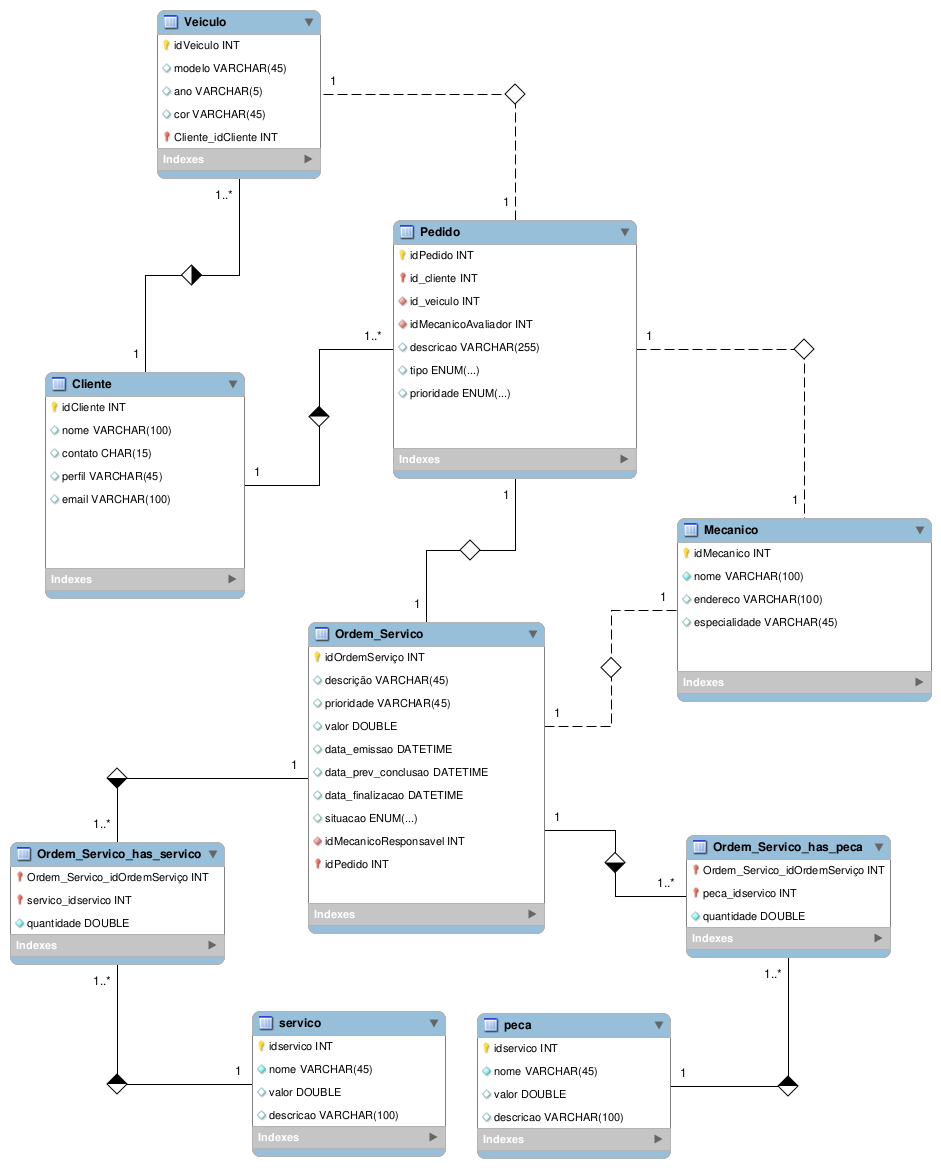 Veiculo
idVeiculo INT
modelo VARCHAR(45)
ano VARCHAR(5)
cor VARCHAR(45)
Cliente_idCliente INT
Indexes
1
1
1..*
1
Pedido
idPedido INT
id_cliente INT
id_veiculo INT
idMecanicoAvaliador INT
descricao VARCHAR(255)
tipo ENUM(...)
prioridade ENUM(...)
Indexes
1..*
1
1
1
Cliente
idCliente INT
nome VARCHAR(100)
contato CHAR(15)
perfil VARCHAR(45)
email VARCHAR(100)
Indexes
1
1
Mecanico
idMecanico INT
nome VARCHAR(100)
endereco VARCHAR(100)
especialidade VARCHAR(45)
Indexes
1
1
Ordem_Servico
idOrdemServiço INT
descrição VARCHAR(45)
prioridade VARCHAR(45)
valor DOUBLE
data_emissao DATETIME
data_prev_conclusao DATETIME
data_finalizacao DATETIME
situacao ENUM(...)
idMecanicoResponsavel INT
idPedido INT
Indexes
1
1..*
1
1..*
Ordem_Servico_has_servico
Ordem_Servico_idOrdemServiço INT
servico_idservico INT
quantidade DOUBLE
Indexes
Ordem_Servico_has_peca
Ordem_Servico_idOrdemServiço INT
peca_idservico INT
quantidade DOUBLE
Indexes
1..*
1
1..*
1
servico
idservico INT
nome VARCHAR(45)
valor DOUBLE
descricao VARCHAR(100)
Indexes
peca
idservico INT
nome VARCHAR(45)
valor DOUBLE
descricao VARCHAR(100)
Indexes